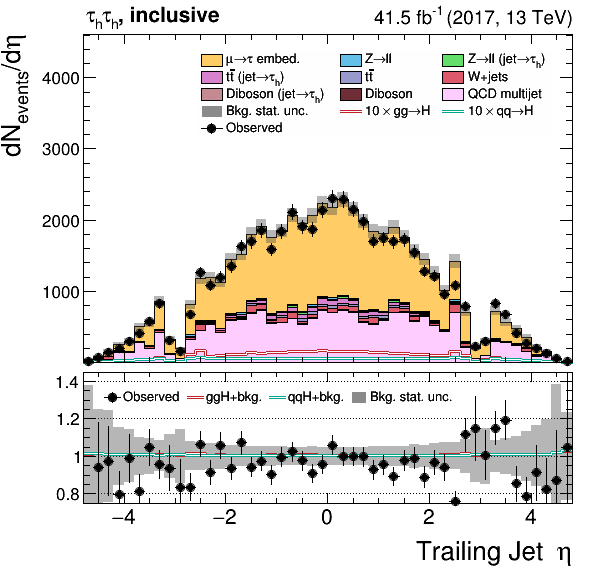 τhτh, inclusive
41.5 fb-1 (2017, 13 TeV)
dNevents/dη
μ→τ embed.
Z→ll
Z→ll (jet→τh)
tt̄ (jet→τh)
tt̄
W+jets
Diboson (jet→τh)
Diboson
QCD multijet
Bkg. stat. unc.
10 × gg→H
10 × qq→H
Observed
4000
3000
2000
1000
Observed
ggH+bkg.
qqH+bkg.
Bkg. stat. unc.
1.4
1.2
1
0.8
−4
−2
0
2
4
Trailing Jet η